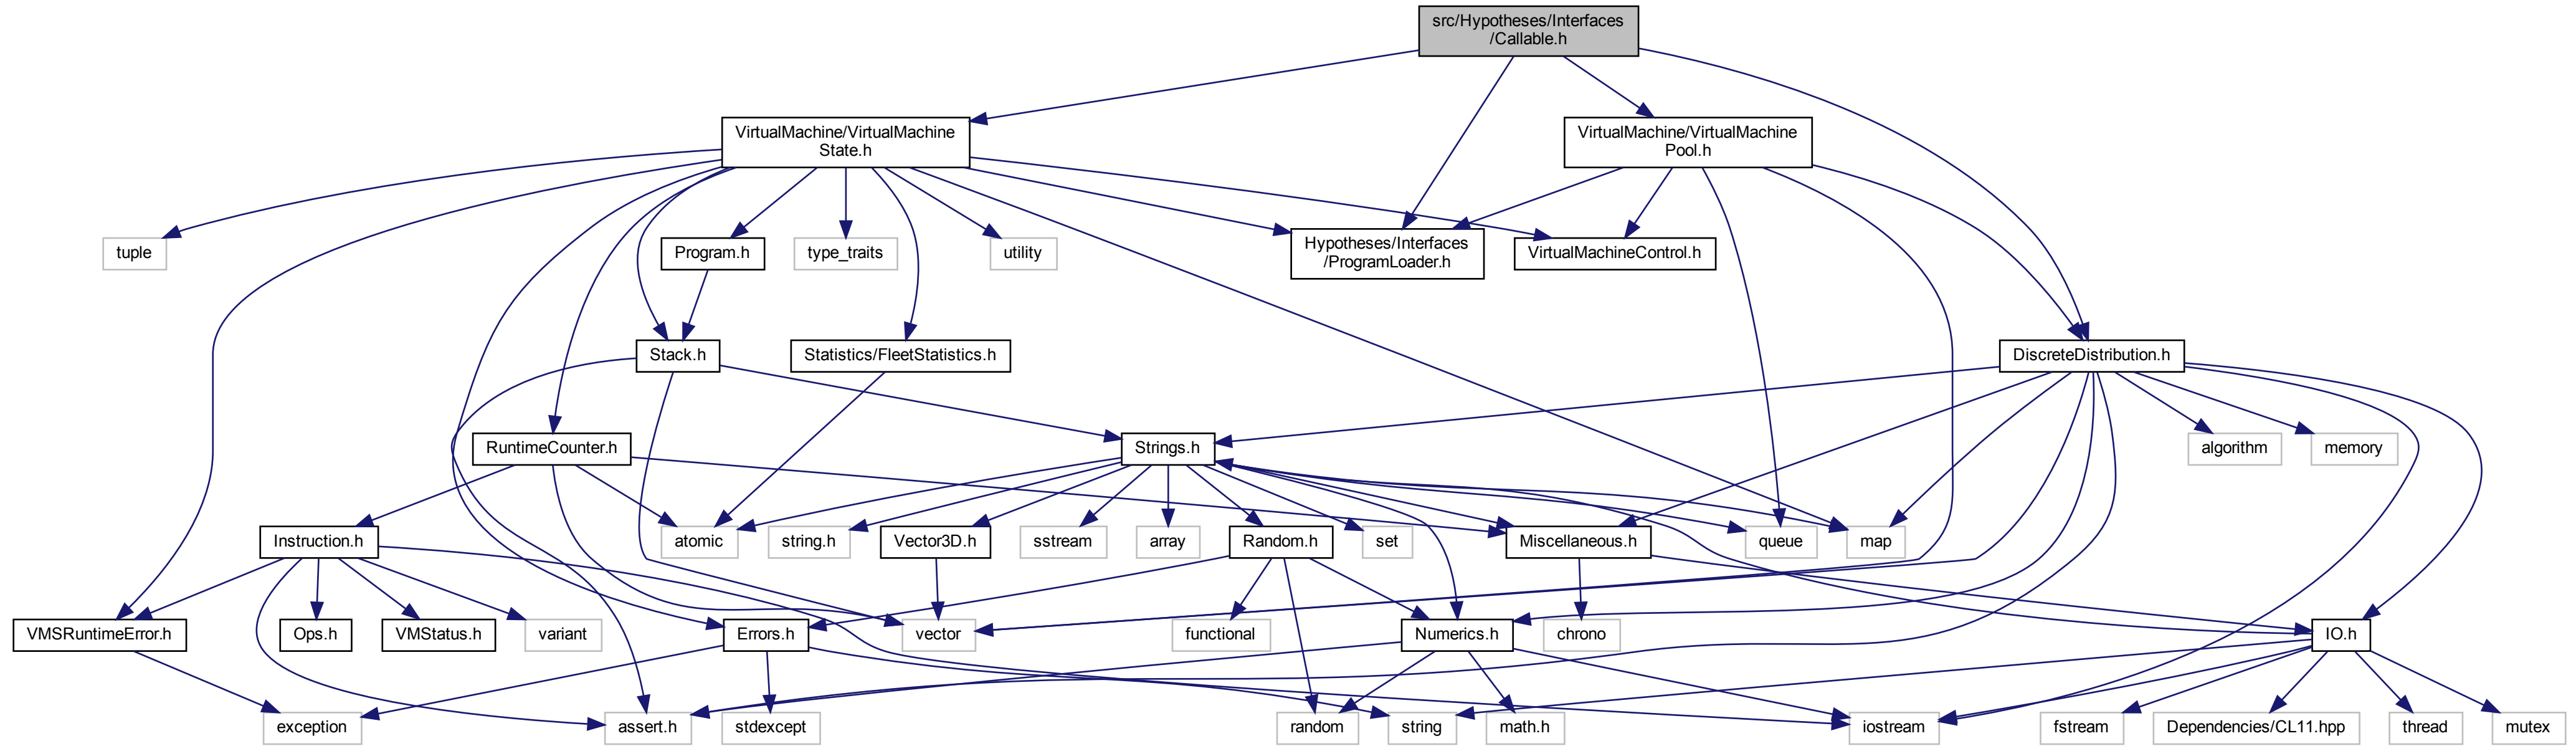 src/Hypotheses/Interfaces
/Callable.h
VirtualMachine/VirtualMachine
State.h
VirtualMachine/VirtualMachine
Pool.h
tuple
Program.h
type_traits
utility
Hypotheses/Interfaces
/ProgramLoader.h
VirtualMachineControl.h
Stack.h
Statistics/FleetStatistics.h
DiscreteDistribution.h
RuntimeCounter.h
Strings.h
algorithm
memory
Instruction.h
atomic
string.h
Vector3D.h
sstream
array
Random.h
set
Miscellaneous.h
queue
map
VMSRuntimeError.h
Ops.h
VMStatus.h
variant
Errors.h
vector
functional
Numerics.h
chrono
IO.h
exception
assert.h
stdexcept
random
string
math.h
iostream
fstream
Dependencies/CL11.hpp
thread
mutex